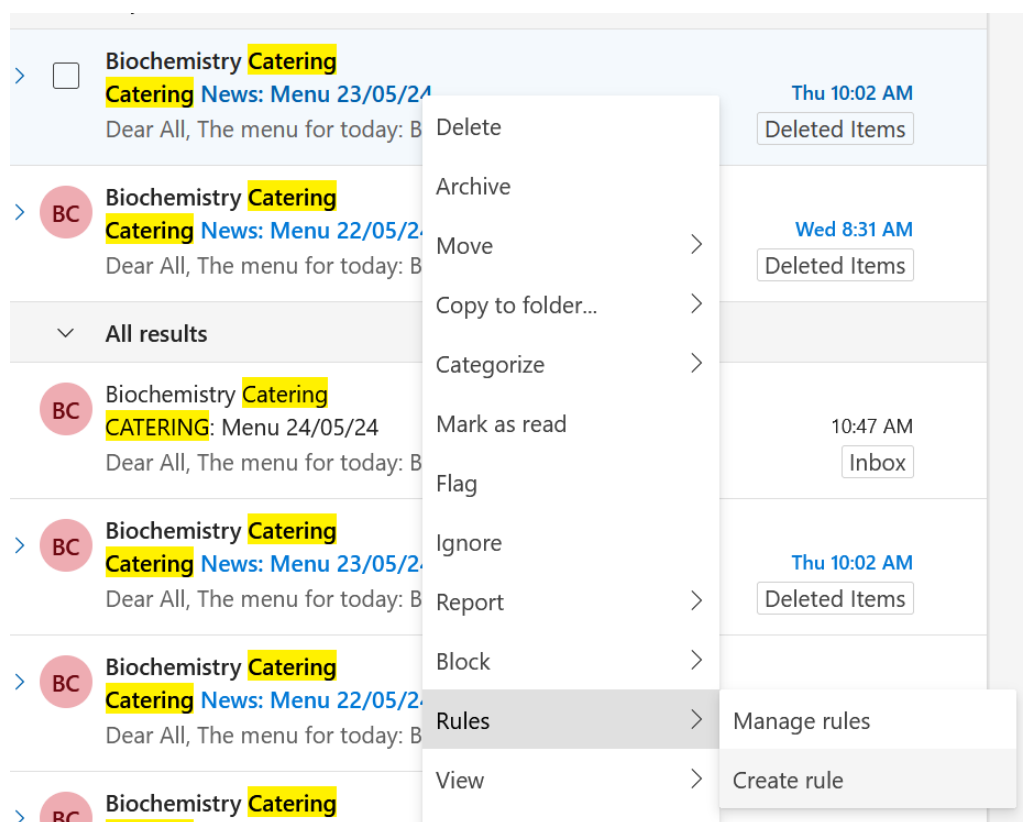 Biochemistry Catering
Catering News: Menu 23/05/24
Thu 10:02 AM
Dear All, The menu for today: B
Deleted Items
BC
Biochemistry Catering
Catering News: Menu 22/05/2
Wed 8:31 AM
Dear All, The menu for today: B
Deleted Items
All results
BC
Biochemistry Catering
CATERING: Menu 24/05/24
10:47 AM
Dear All, The menu for today: B
Inbox
BC
Biochemistry Catering
Catering News: Menu 23/05/2
Thu 10:02 AM
Dear All, The menu for today: B
Deleted Items
BC
Biochemistry Catering
Catering News: Menu 22/05/2
Dear All, The menu for today: B
BC
Biochemistry Catering
Delete
Archive
Move
Copy to folder...
Categorize
Mark as read
Flag
Ignore
Report
Block
Rules
View
Manage rules
Create rule